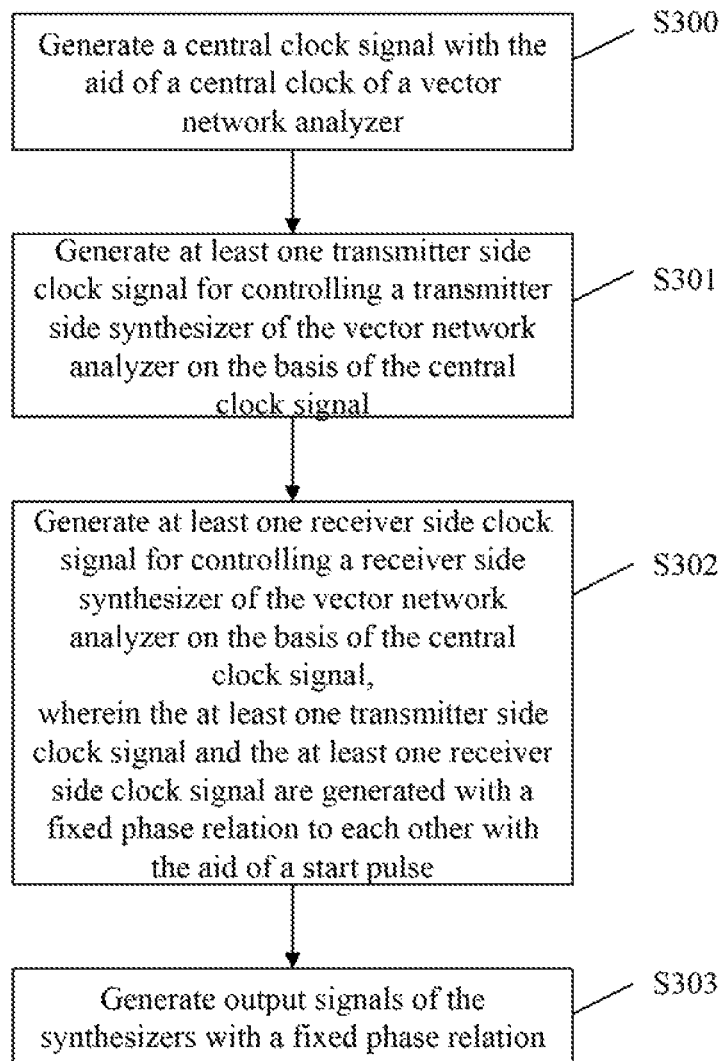 Generate a central clock signal with the
aid of a central clock of a vector
network analyzer
S300
Generate at least one transmitter side
clock signal for controlling a transmitter
side synthesizer of the vector network
analyzer on the basis of the central
clock signal
S301
Generate at least one receiver side clock
signal for controlling a receiver side
synthesizer of the vector network
analyzer on the basis of the central
clock signal,
wherein the at least one transmitter side
clock signal and the at least one receiver
side clock signal are generated with a
fixed phase relation to each other with
the aid of a start pulse
S302
Generate output signals of the
synthesizers with a fixed phase relation
S303